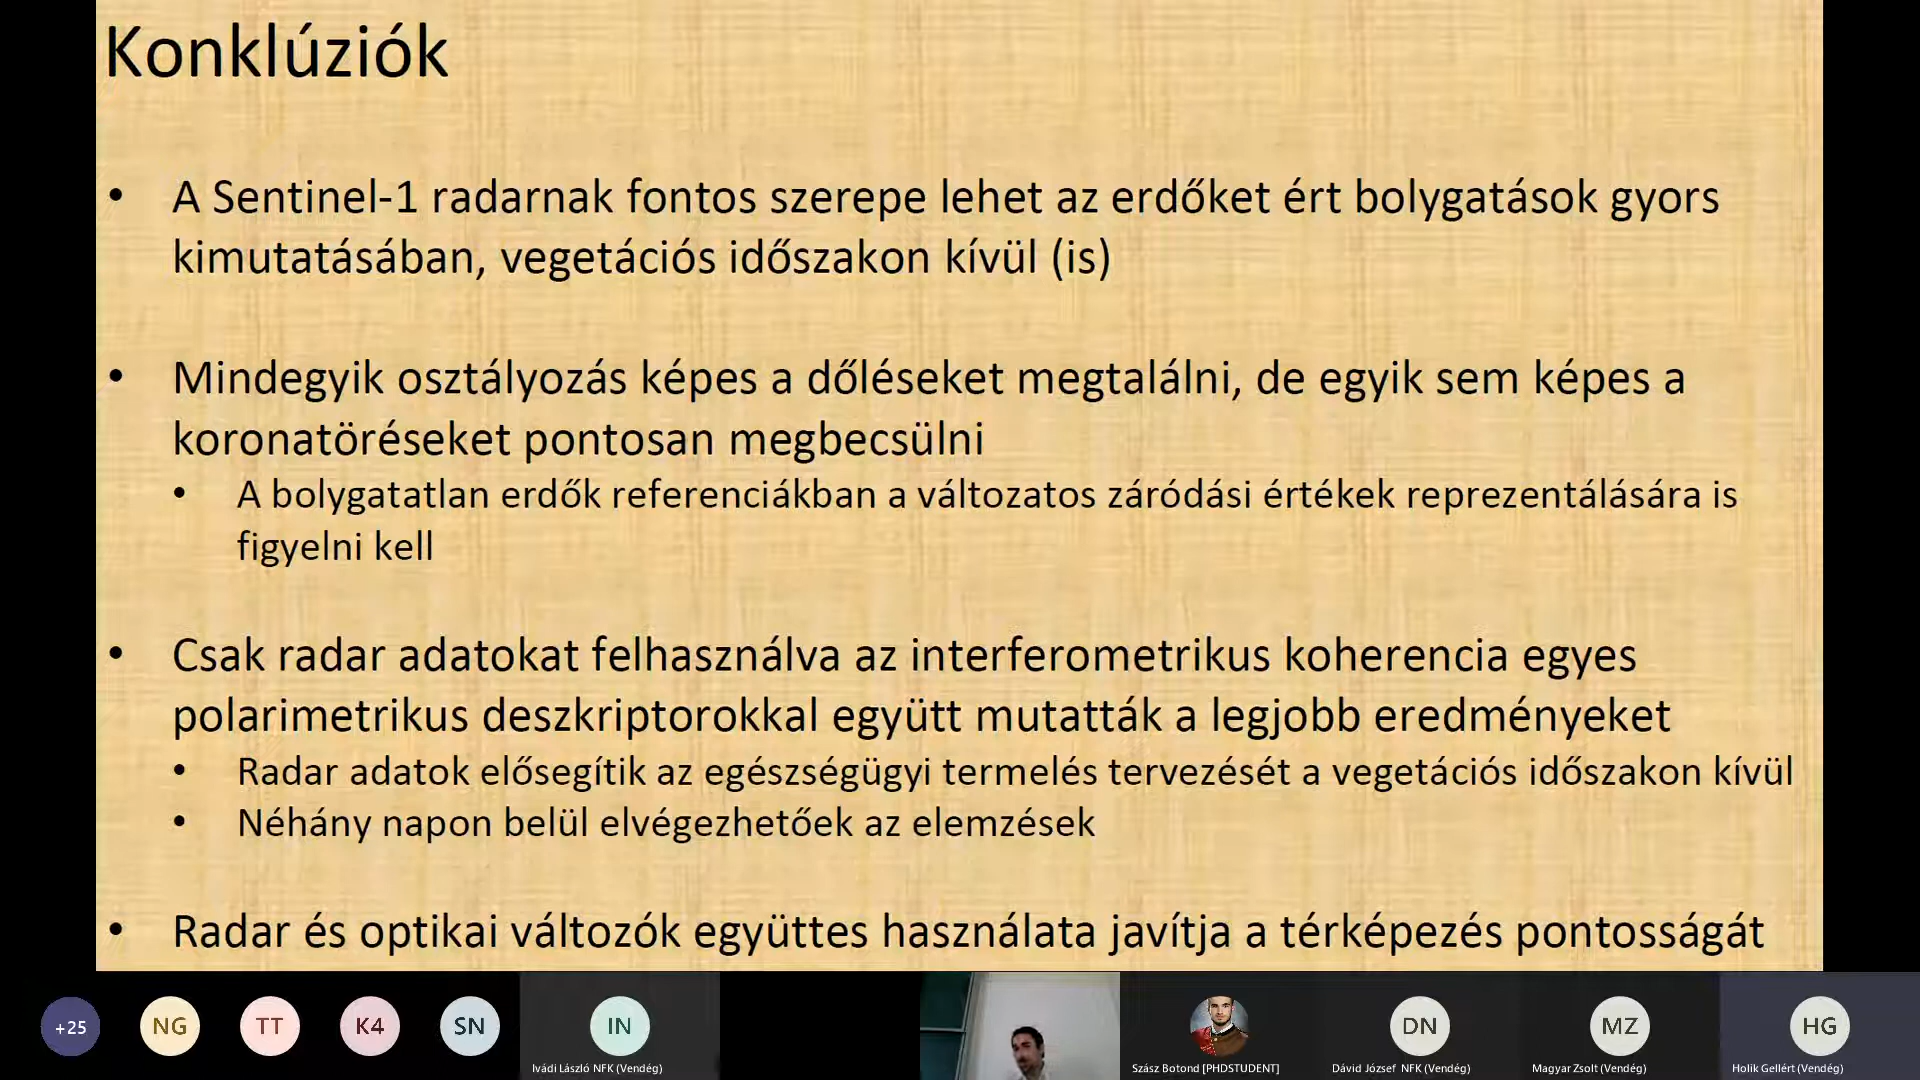 Konklúziók
• A Sentinel-1 radarnak fontos szerepe lehet az erdőket ért bolygatások gyors
kimutatásában, vegetációs időszakon kívül (is)
• Mindegyik osztályozás képes a dőléseket megtalálni, de egyik sem képes a
koronatöréseket pontosan megbecsülni
• A bolygatatlan erdők referenciákban a változatos záródási értékek reprezentálására is
figyelni kell
• Csak radar adatokat felhasználva az interferometrikus koherencia egyes
polarimetrikus deszkriptorokkal együtt mutatták a legjobb eredményeket
• Radar adatok elősegítik az egészségügyi termelés tervezését a vegetációs időszakon kívül
• Néhány napon belül elvégezhetőek az elemzések
• Radar és optikai változók együttes használata javítja a térképezés pontosságát
+25 NG TT K4 SN IN DN MZ HG
Ivádi László NFK (Vendég) Szász Botond [PHDSTUDENT] Dávid József NFK (Vendég) Magyar Zsolt (Vendég) Holik Gellért (Vendég)